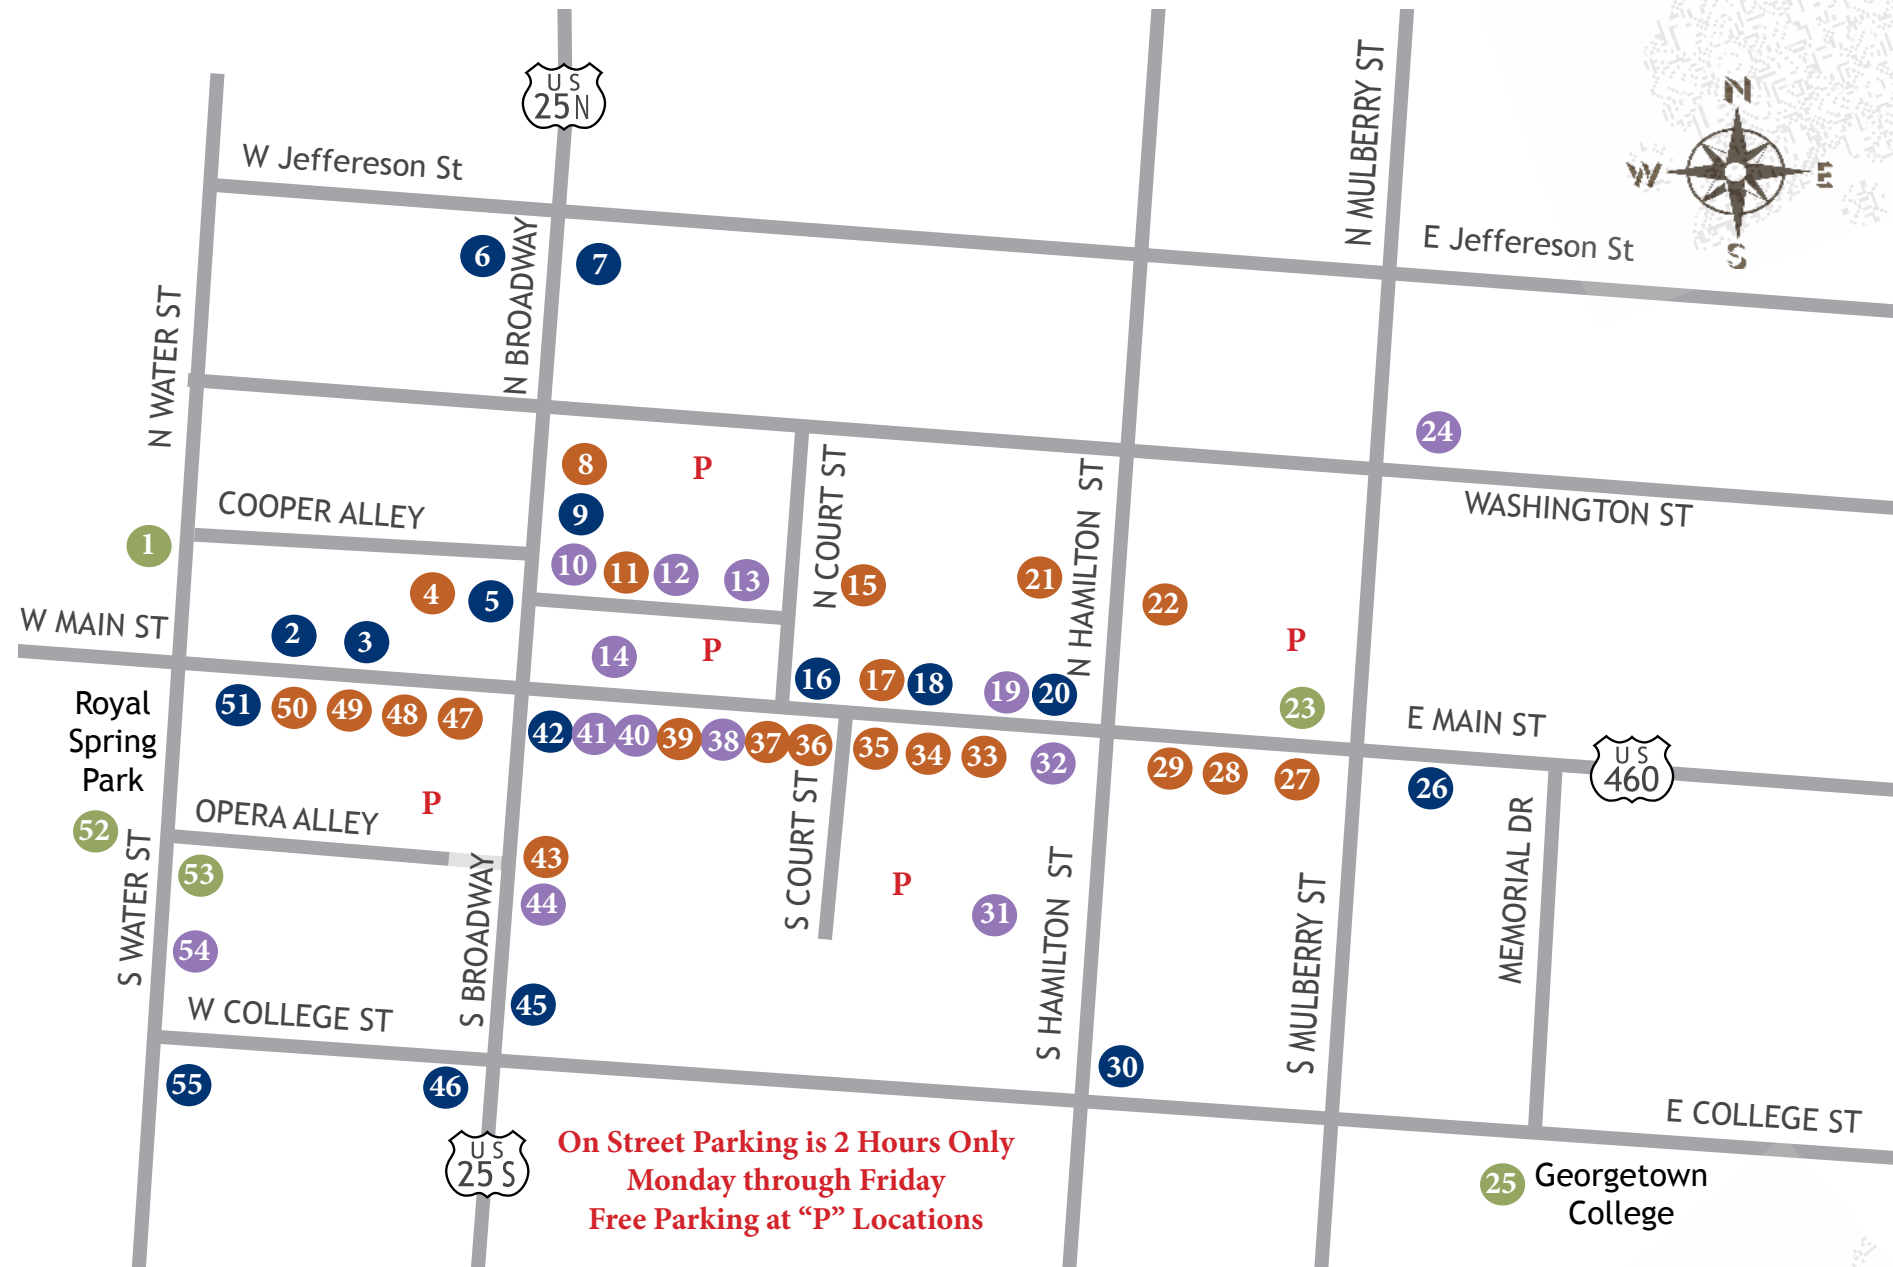 U S
25N
N MULBERRY ST
N
W
E
S
W Jeffereson St
E Jeffereson St
N BROADWAY
6
7
N WATER ST
24
WASHINGTON ST
COOPER ALLEY
N COURT ST
N HAMILTON ST
8
P
9
1
10
11
12
13
15
21
22
4
5
W MAIN ST
2
3
14
P
P
16
17
18
19
20
23
E MAIN ST
U S
460
Royal
Spring
Park
51
50
49
48
47
42
41
40
39
38
37
36
35
34
33
32
29
28
27
26
OPERA ALLEY
P
52
S WATER ST
53
54
S BROADWAY
43
44
S COURT ST
P
31
S HAMILTON ST
S MULBERRY ST
MEMORIAL DR
W COLLEGE ST
45
30
55
46
U S
25 S
E COLLEGE ST
On Street Parking is 2 Hours Only
Monday through Friday
Free Parking at “P” Locations
25
Georgetown
College